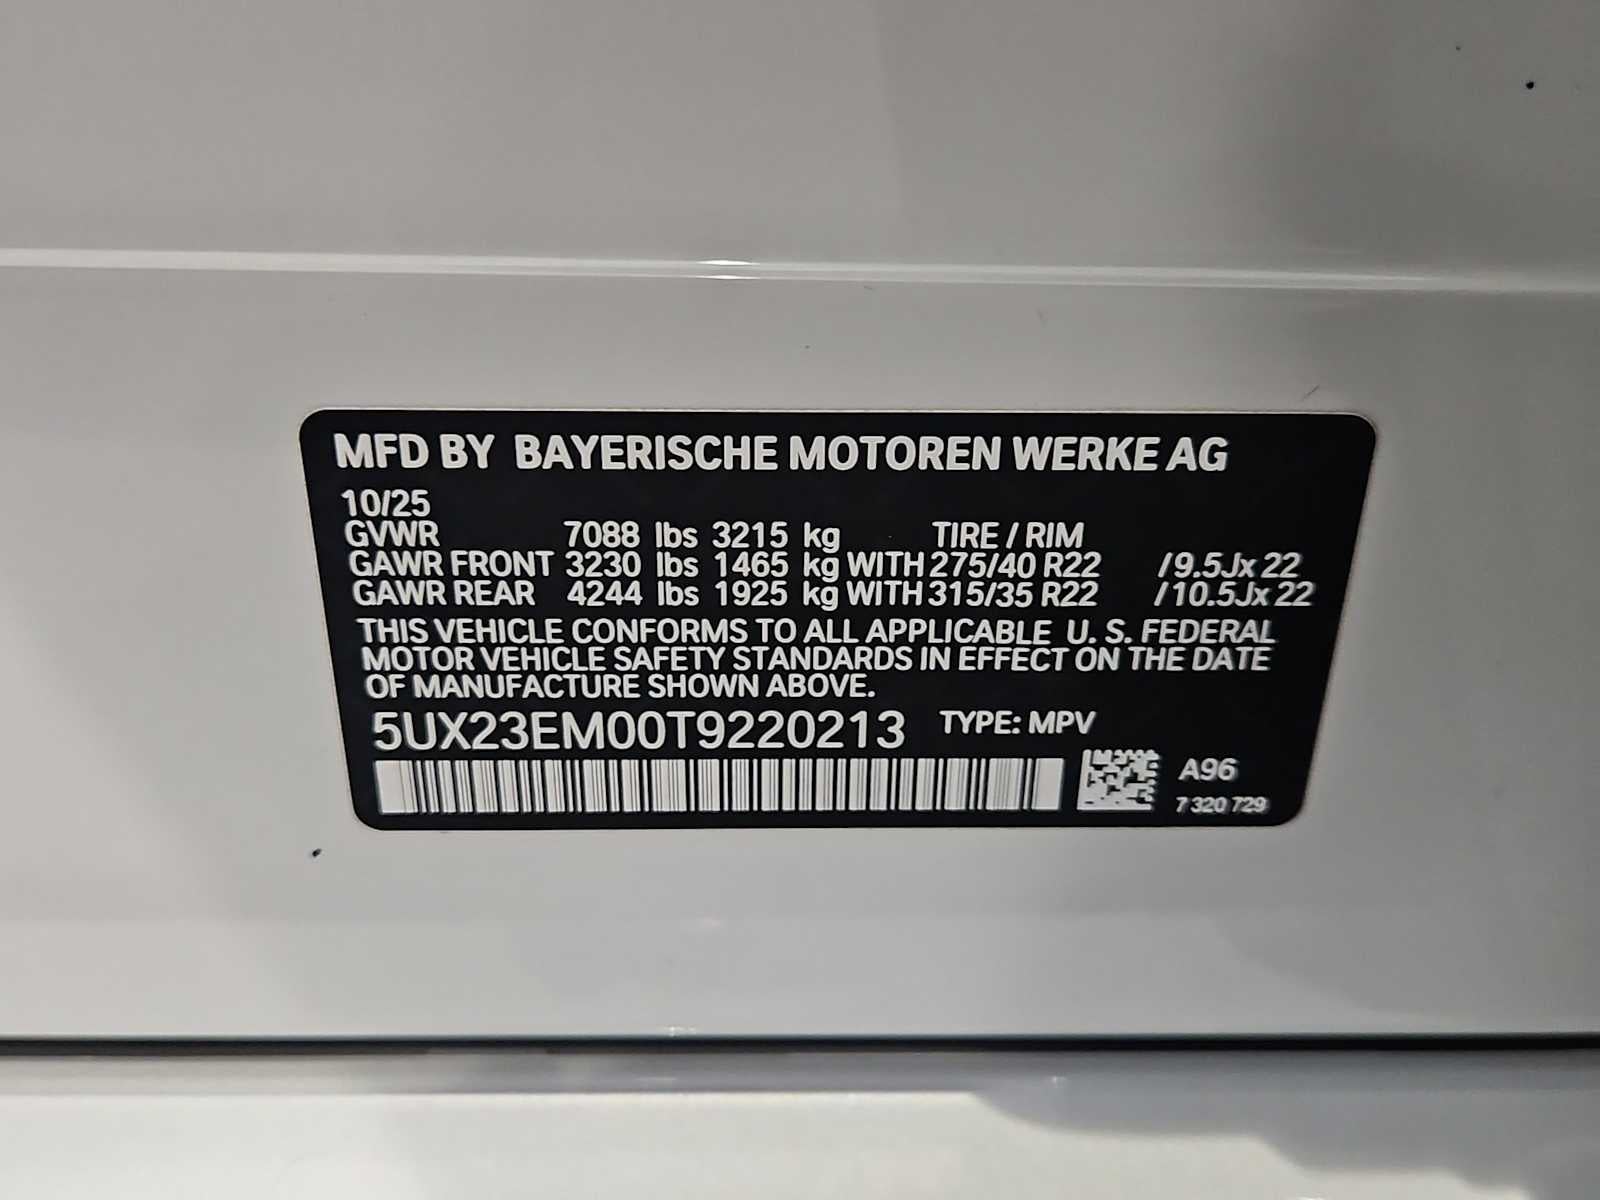 MFD BY BAYERISCHE MOTOREN WERKE AG
10/25
GVWR 7088 lbs 3215 kg TIRE / RIM
GAWR FRONT 3230 lbs 1465 kg WITH 275/40 R22 / 9.5Jx 22
GAWR REAR 4244 lbs 1925 kg WITH 315/35 R22 / 10.5Jx 22
THIS VEHICLE CONFORMS TO ALL APPLICABLE U. S. FEDERAL
MOTOR VEHICLE SAFETY STANDARDS IN EFFECT ON THE DATE
OF MANUFACTURE SHOWN ABOVE.
5UX23EM00T9220213 TYPE: MPV
A96
7 320 729